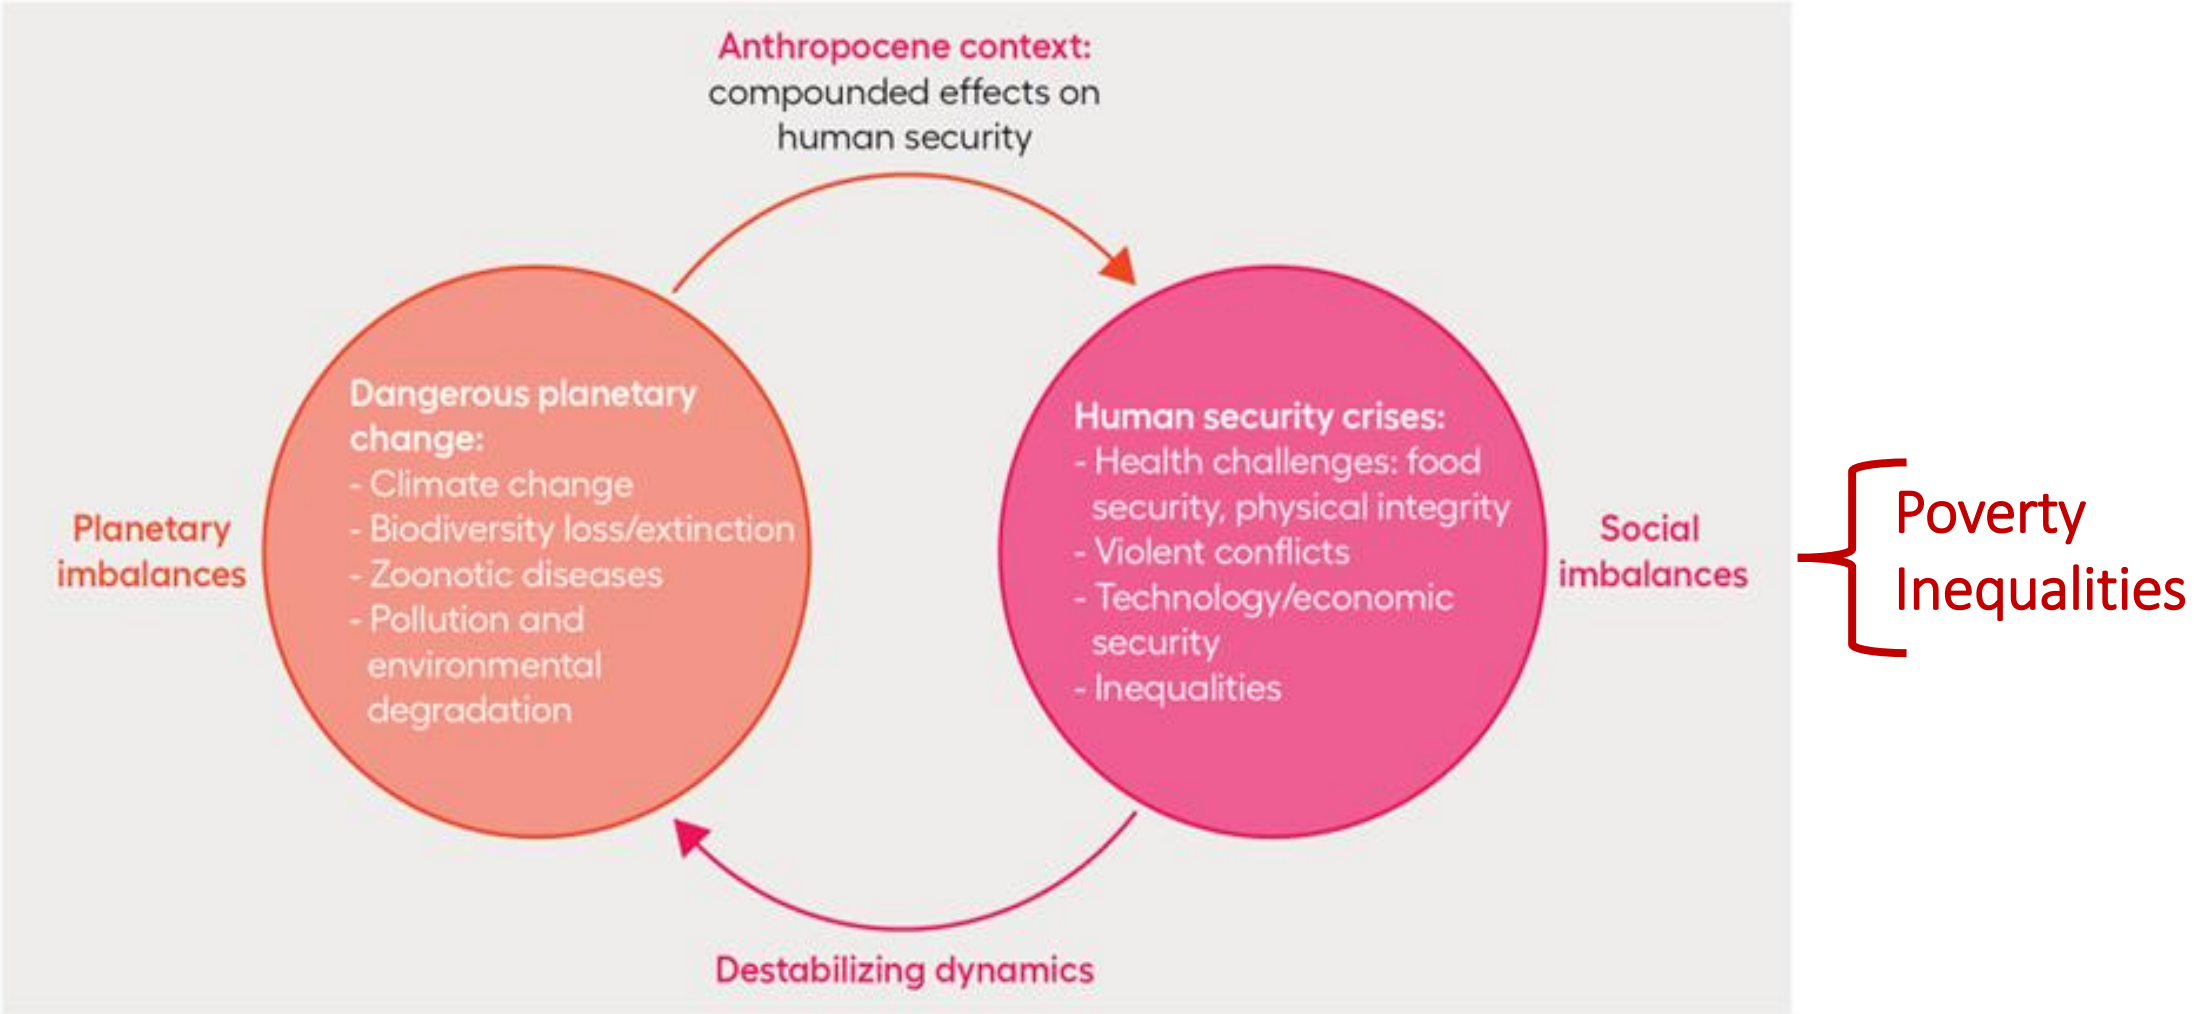 Anthropocene context:
compounded effects on
human security
Planetary
imbalances
Dangerous planetary
change:
- Climate change
- Biodiversity loss/extinction
- Zoonotic diseases
- Pollution and
environmental
degradation
Human security crises:
- Health challenges: food
security, physical integrity
- Violent conflicts
- Technology/economic
security
- Inequalities
Social
imbalances
Poverty
Inequalities
Destabilizing dynamics